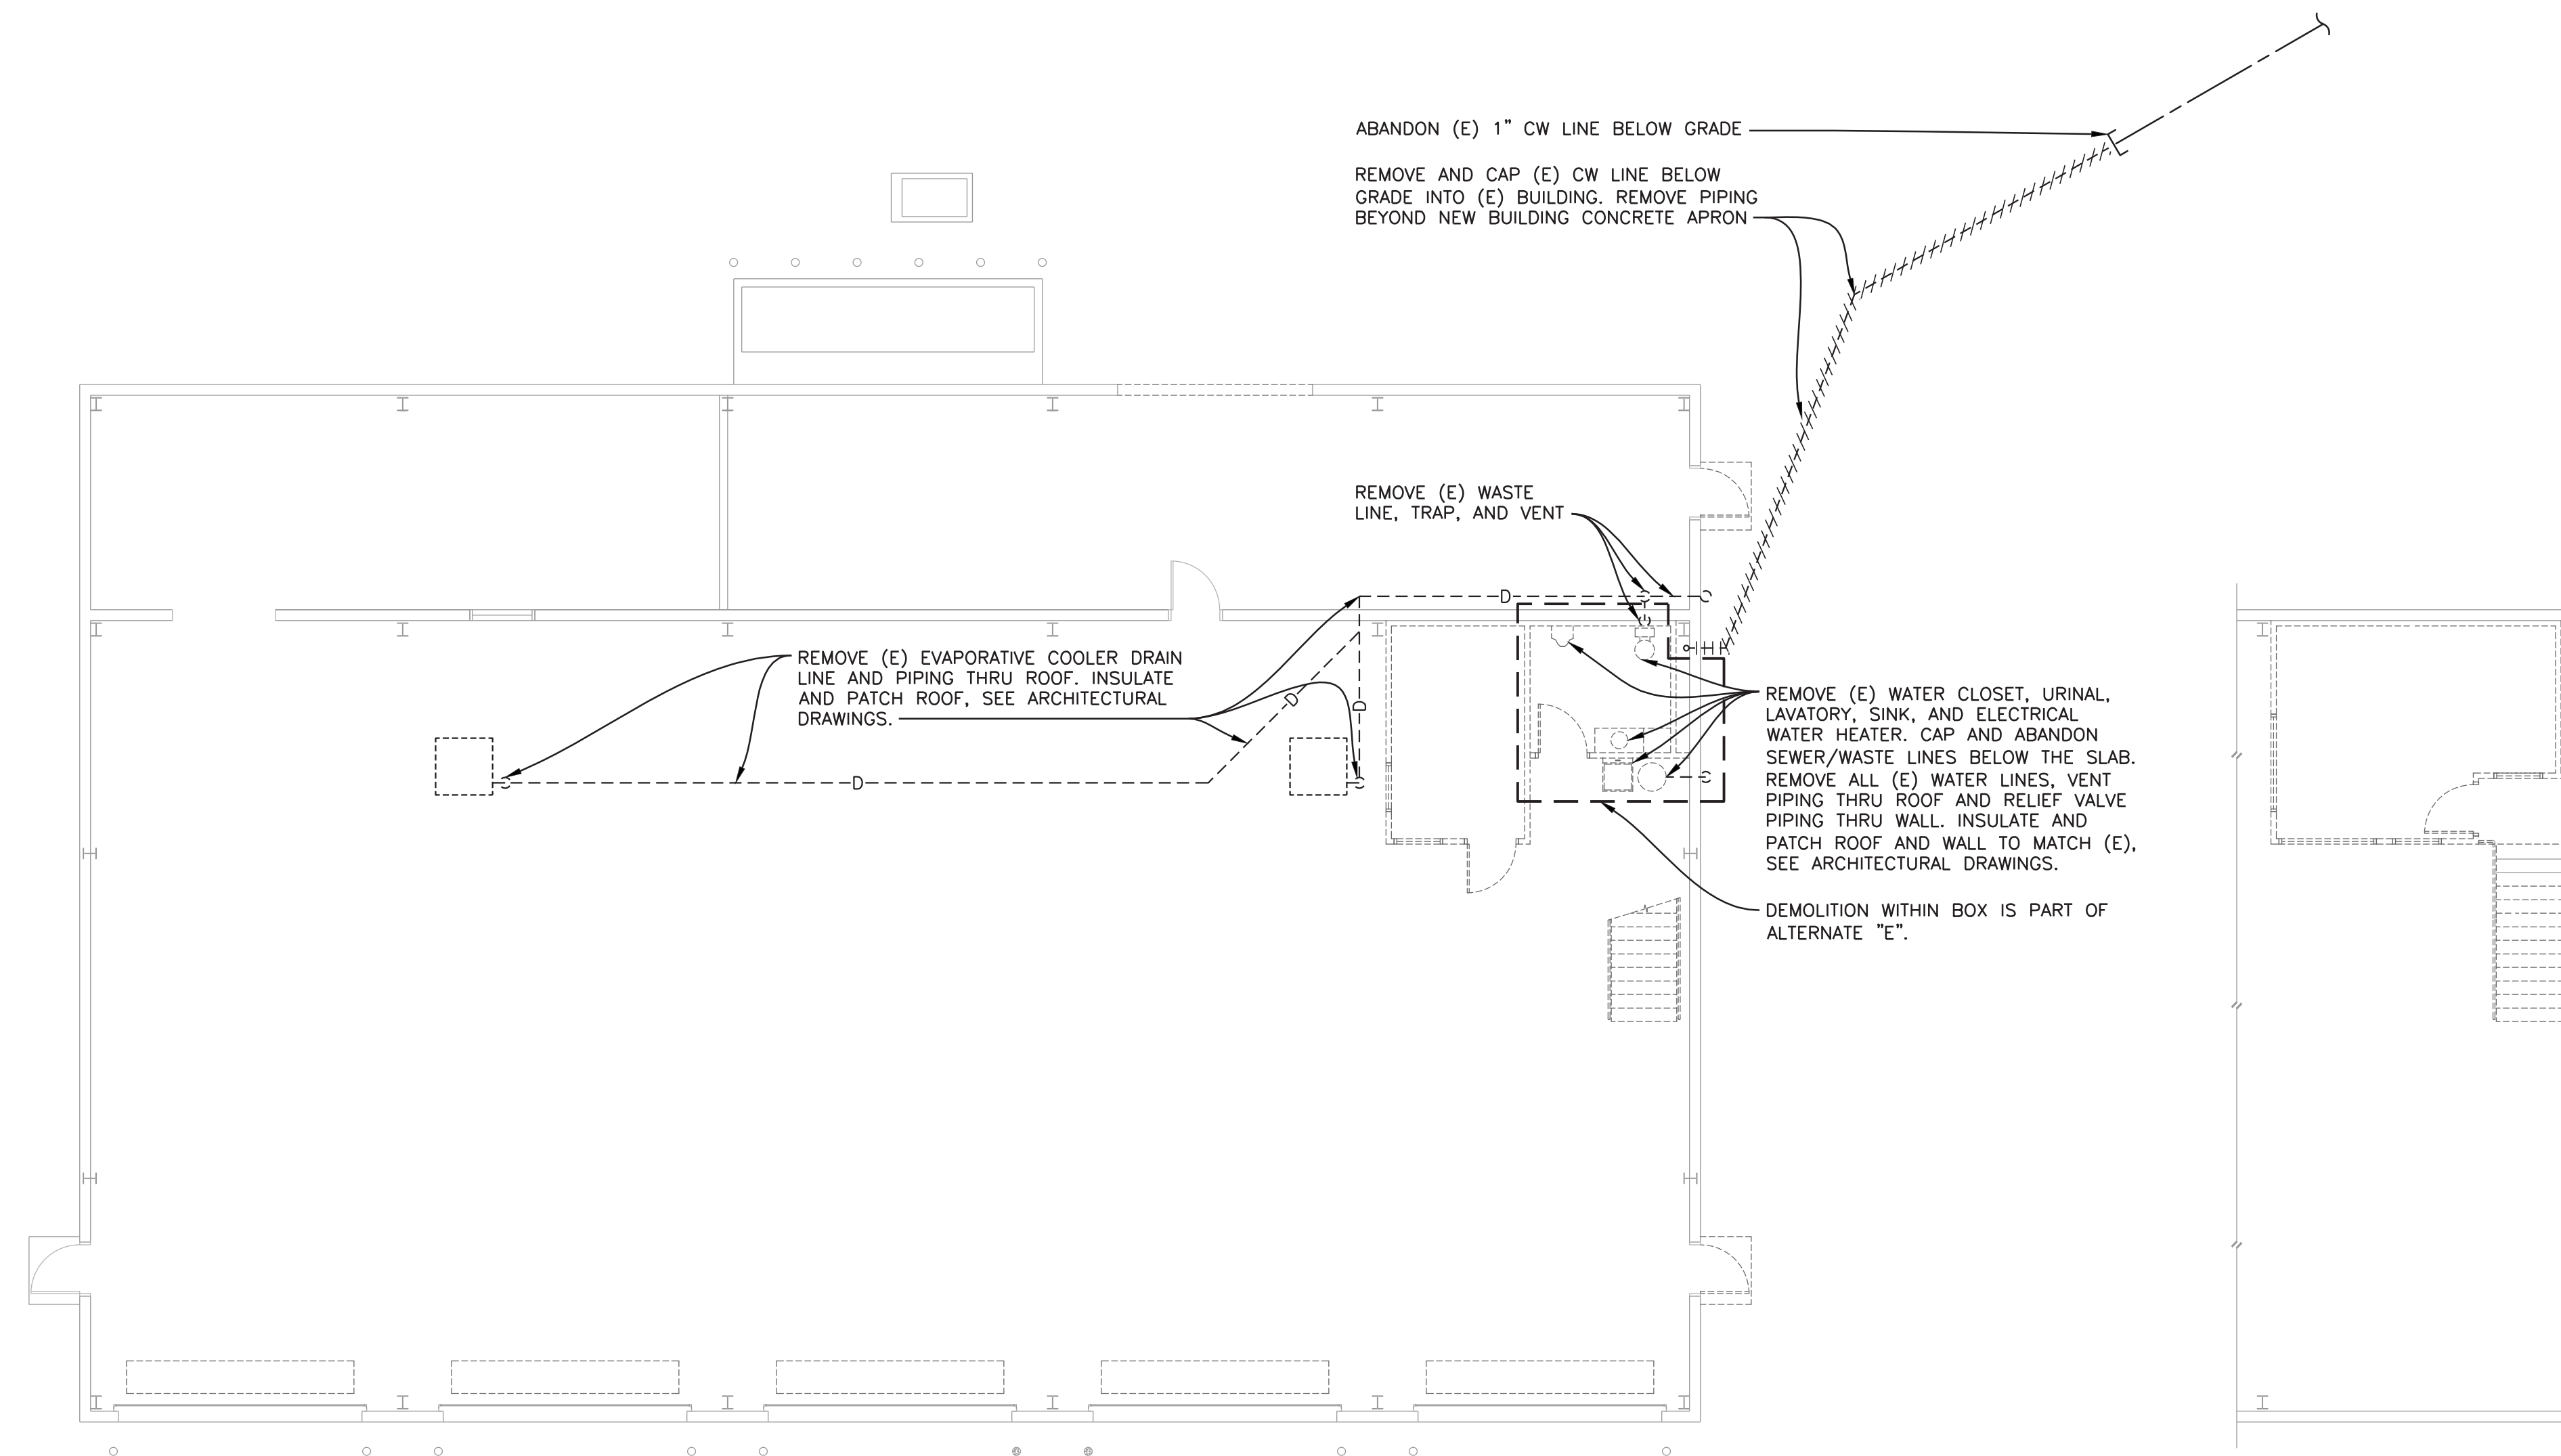 ABANDON (E) 1" CW LINE BELOW GRADE
REMOVE AND CAP (E) CW LINE BELOW
GRADE INTO (E) BUILDING. REMOVE PIPING
BEYOND NEW BUILDING CONCRETE APRON
REMOVE (E) WASTE
LINE, TRAP, AND VENT
D
REMOVE (E) EVAPORATIVE COOLER DRAIN
LINE AND PIPING THRU ROOF. INSULATE
AND PATCH ROOF, SEE ARCHITECTURAL
DRAWINGS.
D
D
D
REMOVE (E) WATER CLOSET, URINAL,
LAVATORY, SINK, AND ELECTRICAL
WATER HEATER. CAP AND ABANDON
SEWER/WASTE LINES BELOW THE SLAB.
REMOVE ALL (E) WATER LINES, VENT
PIPING THRU ROOF AND RELIEF VALVE
PIPING THRU WALL. INSULATE AND
PATCH ROOF AND WALL TO MATCH (E),
SEE ARCHITECTURAL DRAWINGS.
DEMOLITION WITHIN BOX IS PART OF
ALTERNATE "E".